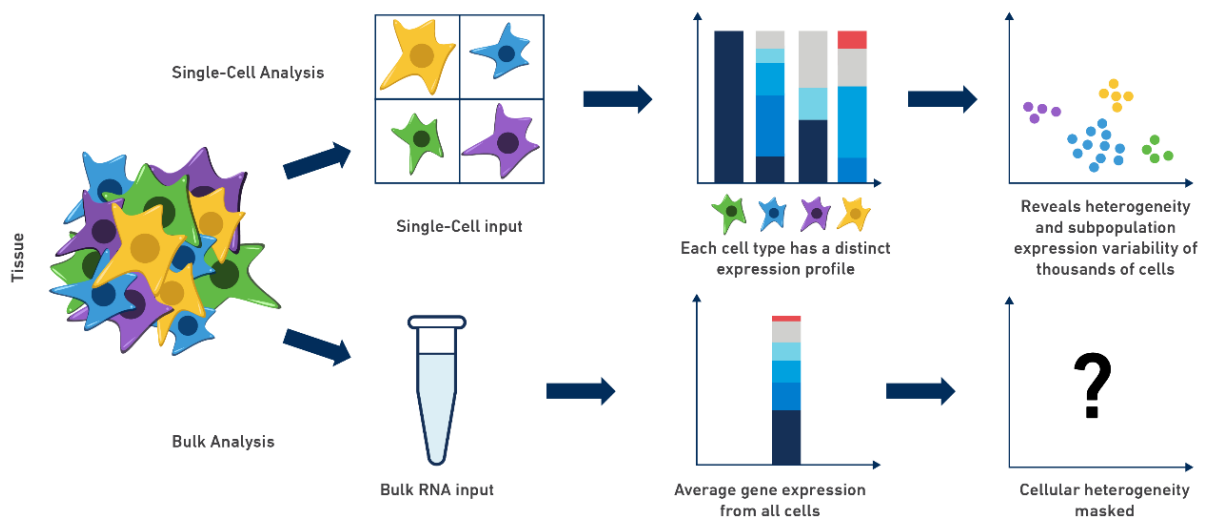 Single-Cell Analysis
Tissue
Single-Cell input
Each cell type has a distinct
expression profile
Reveals heterogeneity
and subpopulation
expression variability of
thousands of cells
Bulk Analysis
Bulk RNA input
Average gene expression
from all cells
?
Cellular heterogeneity
masked